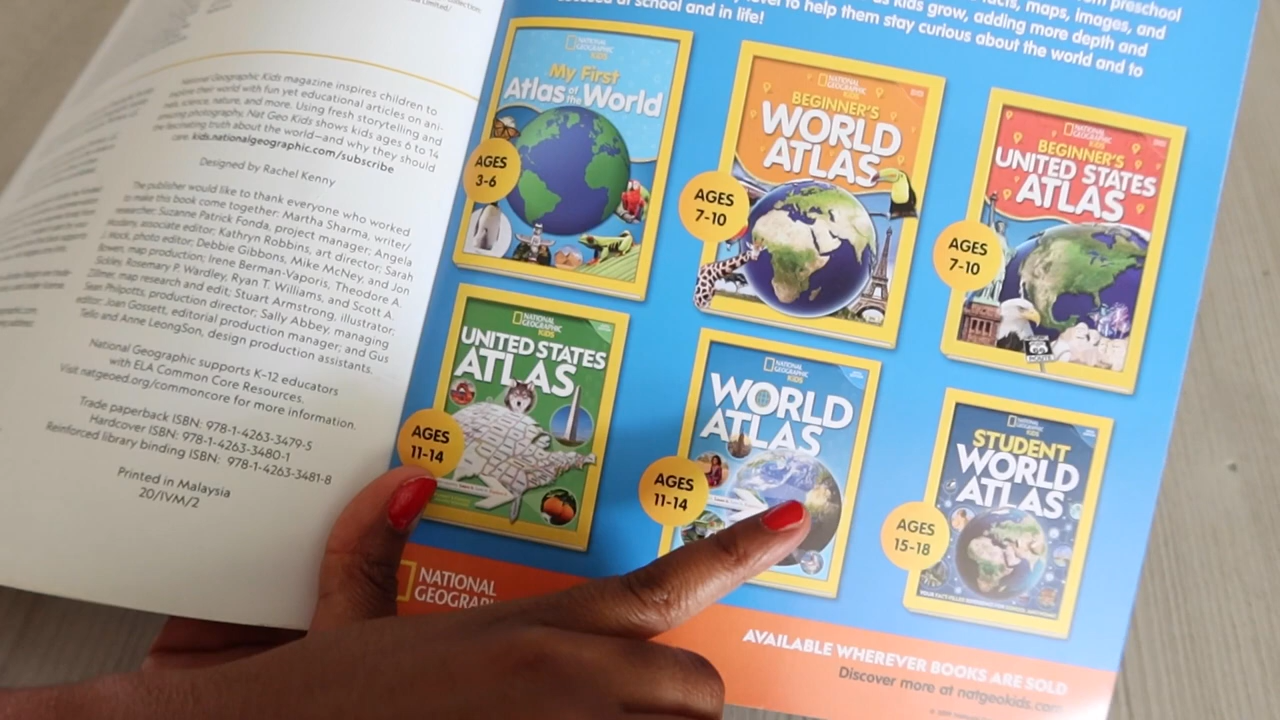 Limited/
National Geographic Kids magazine inspires children to
explore their world with fun yet educational articles on ani-
mals, science, nature, and more. Using fresh storytelling and
amazing photography, Nat Geo Kids shows kids ages 6 to 14
the fascinating truth about the world—and why they should
care. kids.nationalgeographic.com/subscribe
Designed by Rachel Kenny
The publisher would like to thank everyone who worked
to make this book come together: Martha Sharma, writer/
researcher; Suzanne Patrick Fonda, project manager; Angela
associate editor; Kathryn Robbins, art director; Sarah
J. Mock, photo editor; Debbie Gibbons, Mike McNey, and Jon
Bowen, map production; Irene Berman-Vaporis, Theodore A.
Sickley, Rosemary P. Wardley, Ryan T. Williams, and Scott A.
Zillmer, map research and edit; Stuart Armstrong, illustrator;
Sean Philpotts, production director; Sally Abbey, managing
editor; Joan Gossett, editorial production manager; and Gus
Tello and Anne LeongSon, design production assistants.
National Geographic supports K–12 educators
with ELA Common Core Resources.
Visit natgeoed.org/commoncore for more information.
Trade paperback ISBN: 978-1-4263-3479-5
Hardcover ISBN: 978-1-4263-3480-1
Reinforced library binding ISBN: 978-1-4263-3481-8
Printed in Malaysia
20/IVM/2
preschool
facts, maps, images, and
as kids grow, adding more depth and
level to help them stay curious about the world and to
at school and in life!
NATIONAL
GEOGRAPHIC
KIDS
My First
Atlas of the World
AGES
3-6
NATIONAL
GEOGRAPHIC
KIDS
BEGINNER'S
WORLD
ATLAS
AGES
7-10
NATIONAL
GEOGRAPHIC
KIDS
BEGINNER'S
UNITED STATES
ATLAS
AGES
7-10
NATIONAL
GEOGRAPHIC
KIDS
UNITED STATES
ATLAS
AGES
11-14
NATIONAL
GEOGRAPHIC
KIDS
WORLD
ATLAS
AGES
11-14
NATIONAL
GEOGRAPHIC
KIDS
STUDENT
WORLD
ATLAS
AGES
15-18
NATIONAL
GEOGRAP
AVAILABLE WHEREVER BOOKS ARE SOLD
Discover more at natgeokids.com